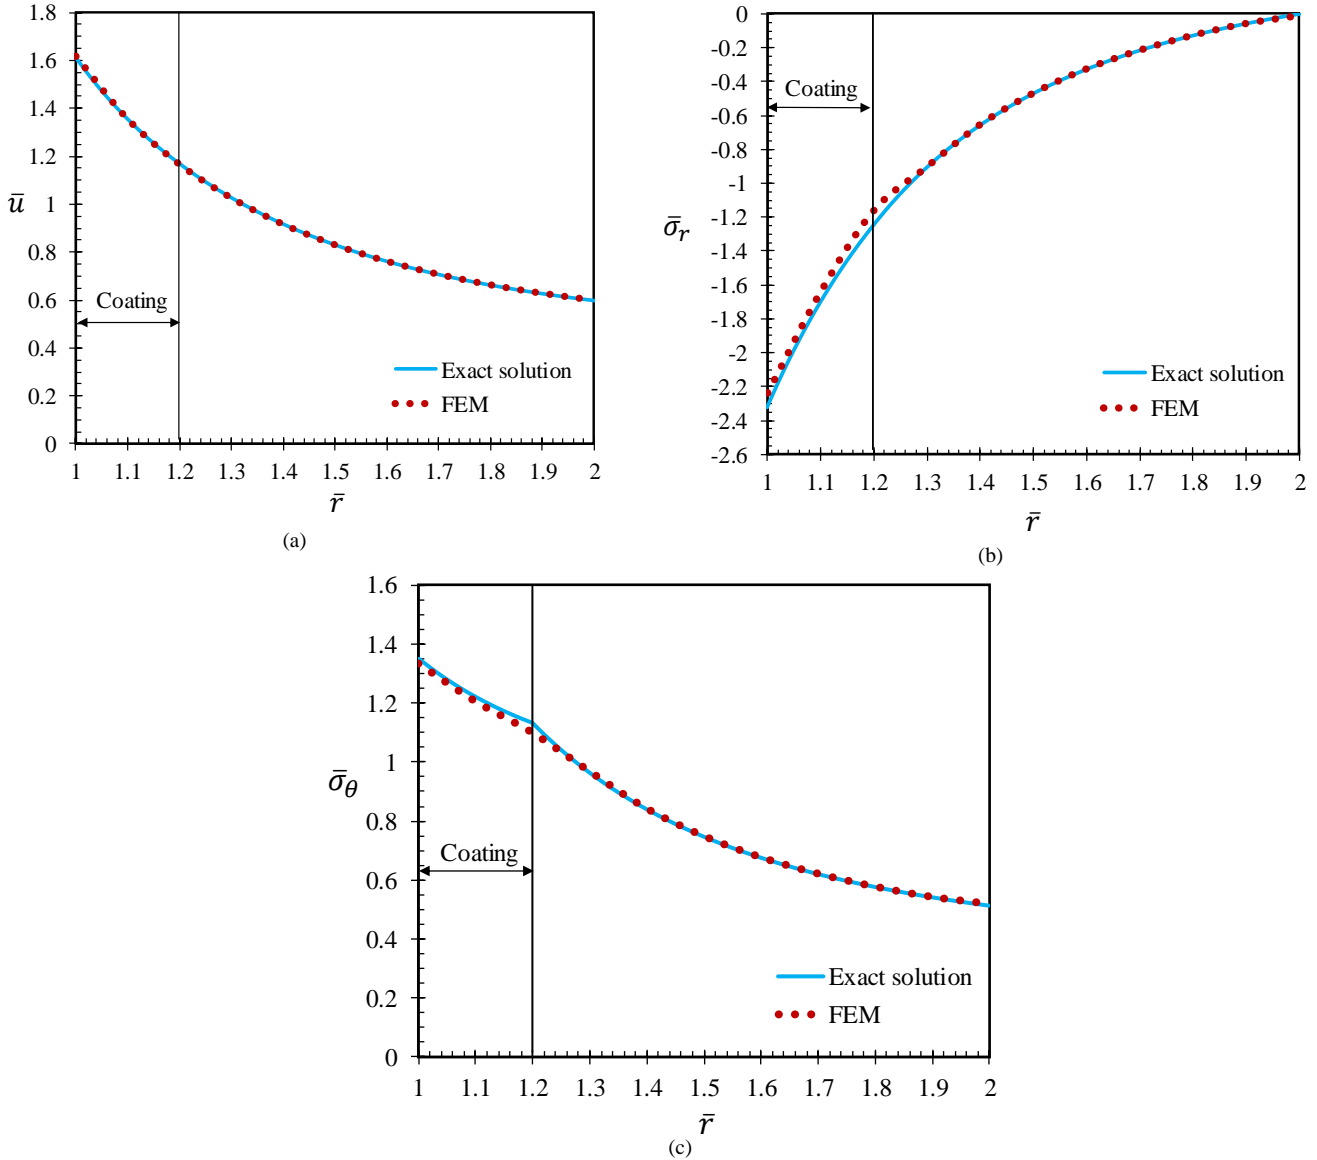 1.8
1.6
1.4
1.2
1
0.8
0.6
0.4
0.2
0
ū
Coating
Exact solution
FEM
1 1.1 1.2 1.3 1.4 1.5 1.6 1.7 1.8 1.9 2
r̄
(a)
0
-0.2
-0.4
-0.6
-0.8
-1
-1.2
-1.4
-1.6
-1.8
-2
-2.2
-2.4
-2.6
σ̄r
Coating
Exact solution
FEM
1 1.1 1.2 1.3 1.4 1.5 1.6 1.7 1.8 1.9 2
r̄
(b)
1.6
1.4
1.2
1
0.8
0.6
0.4
0.2
0
σ̄θ
Coating
Exact solution
FEM
1 1.1 1.2 1.3 1.4 1.5 1.6 1.7 1.8 1.9 2
r̄
(c)